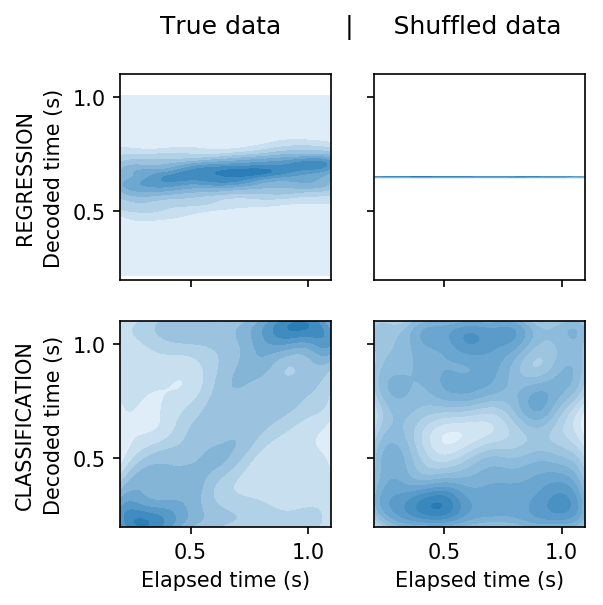 True data | Shuffled data
REGRESSION
Decoded time (s)
1.0
0.5
CLASSIFICATION
Decoded time (s)
1.0
0.5
0.5 1.0 0.5 1.0
Elapsed time (s) Elapsed time (s)